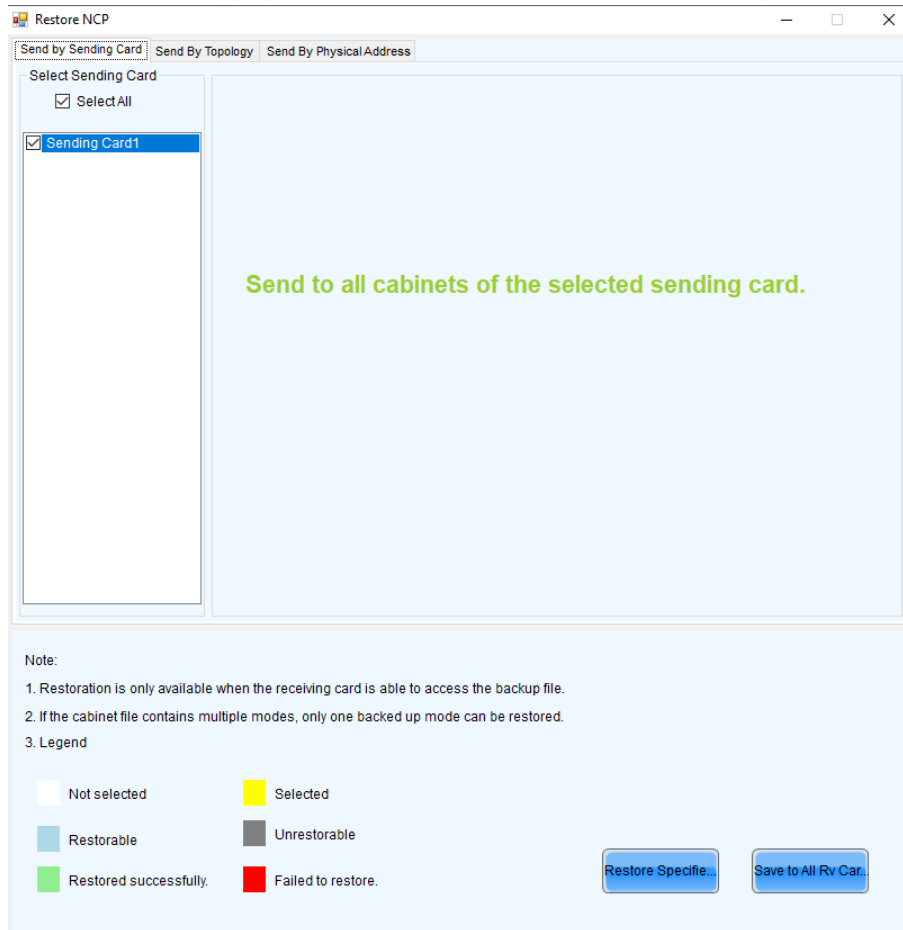 Restore NCP
Send by Sending Card Send By Topology Send By Physical Address
Select Sending Card
Select All
Sending Card1
Send to all cabinets of the selected sending card.
Note:
1. Restoration is only available when the receiving card is able to access the backup file.
2. If the cabinet file contains multiple modes, only one backed up mode can be restored.
3. Legend
Not selected Selected
Restorable Unrestorable
Restored successfully. Failed to restore.
Restore Specifie... Save to All Rv Car...